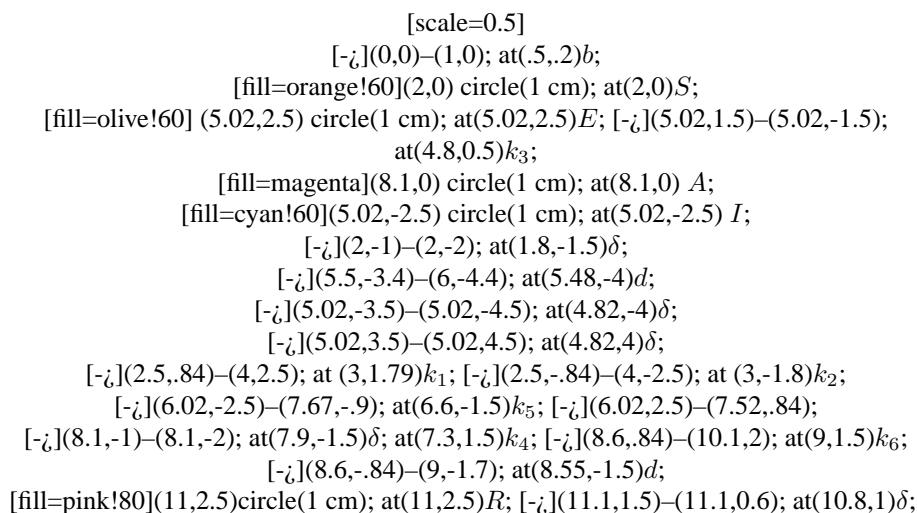 [scale=0.5]
[-¿](0,0)–(1,0); at(.5,.2)b;
[fill=orange!60](2,0) circle(1 cm); at(2,0)S;
[fill=olive!60] (5.02,2.5) circle(1 cm); at(5.02,2.5)E; [-¿](5.02,1.5)–(5.02,-1.5);
at(4.8,0.5)k₃;
[fill=magenta](8.1,0) circle(1 cm); at(8.1,0) A;
[fill=cyan!60](5.02,-2.5) circle(1 cm); at(5.02,-2.5) I;
[-¿](2,-1)–(2,-2); at(1.8,-1.5)δ;
[-¿](5.5,-3.4)–(6,-4.4); at(5.48,-4)d;
[-¿](5.02,-3.5)–(5.02,-4.5); at(4.82,-4)δ;
[-¿](5.02,3.5)–(5.02,4.5); at(4.82,4)δ;
[-¿](2.5,.84)–(4,2.5); at (3,1.79)k₁; [-¿](2.5,-.84)–(4,-2.5); at (3,-1.8)k₂;
[-¿](6.02,-2.5)–(7.67,-.9); at(6.6,-1.5)k₅; [-¿](6.02,2.5)–(7.52,.84);
[-¿](8.1,-1)–(8.1,-2); at(7.9,-1.5)δ; at(7.3,1.5)k₄; [-¿](8.6,.84)–(10.1,2); at(9,1.5)k₆;
[-¿](8.6,-.84)–(9,-1.7); at(8.55,-1.5)d;
[fill=pink!80](11,2.5)circle(1 cm); at(11,2.5)R; [-¿](11.1,1.5)–(11.1,0.6); at(10.8,1)δ;